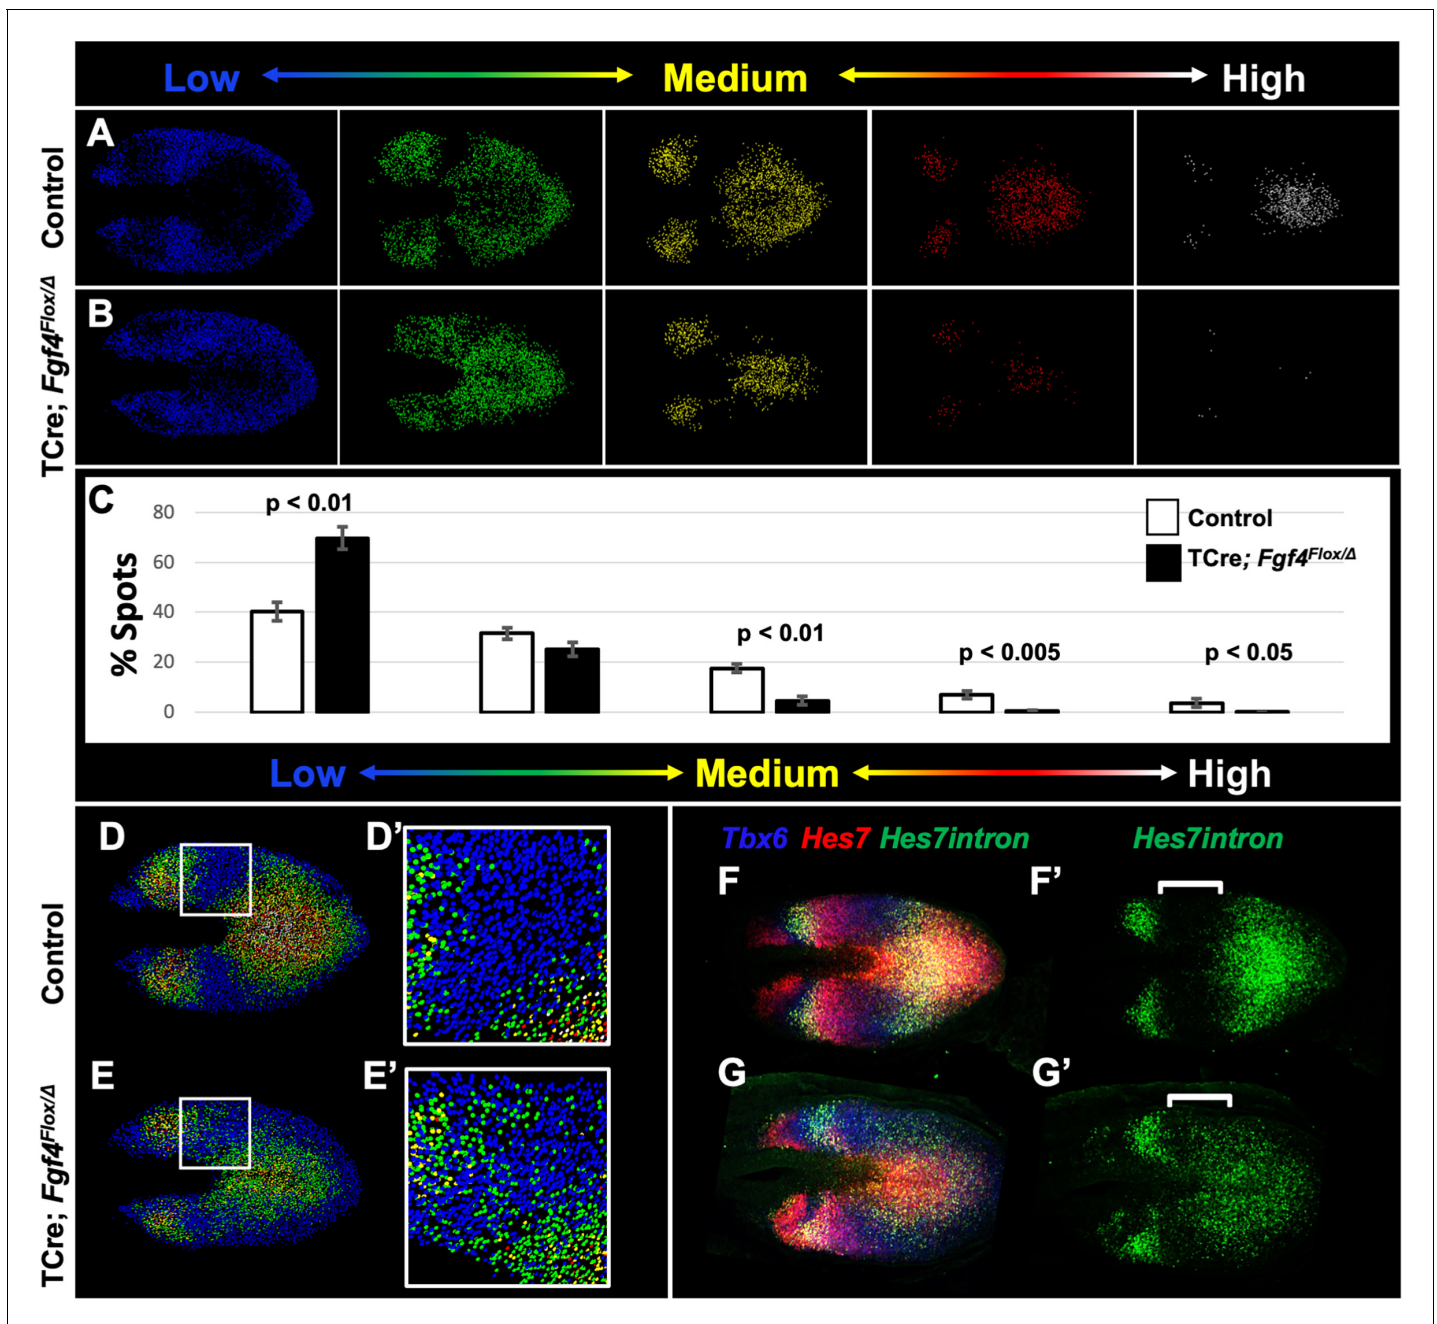 Low Medium High
A
Control
B
TCre; Fgf4Flox/Δ
C
% Spots
80
60
40
20
0
p < 0.01
p < 0.01
p < 0.005
p < 0.05
Control
TCre; Fgf4Flox/Δ
Low Medium High
Control
D D’
TCre; Fgf4Flox/Δ
E E’
Tbx6 Hes7 Hes7intron Hes7intron
F F’
G G’